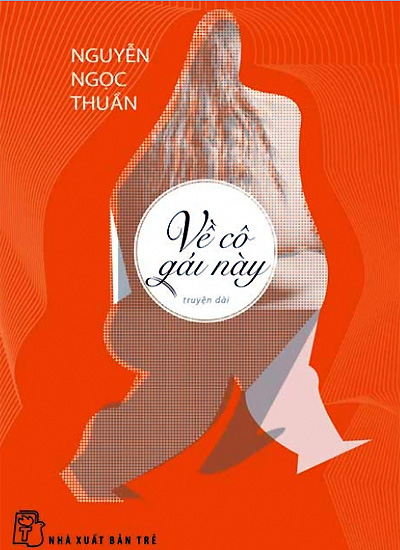 NGUYỄN
NGỌC
THUẦN
Về cô
gái này
truyện dài
NHÀ XUẤT BẢN TRẺ